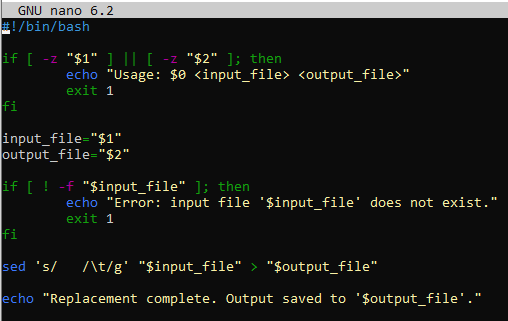 GNU nano 6.2
#!/bin/bash
if [ -z "$1" ] || [ -z "$2" ]; then
        echo "Usage: $0 <input_file> <output_file>"
        exit 1
fi
input_file="$1"
output_file="$2"
if [ ! -f "$input_file" ]; then
        echo "Error: input file '$input_file' does not exist."
        exit 1
fi
sed 's/   /\t/g' "$input_file" > "$output_file"
echo "Replacement complete. Output saved to '$output_file'."